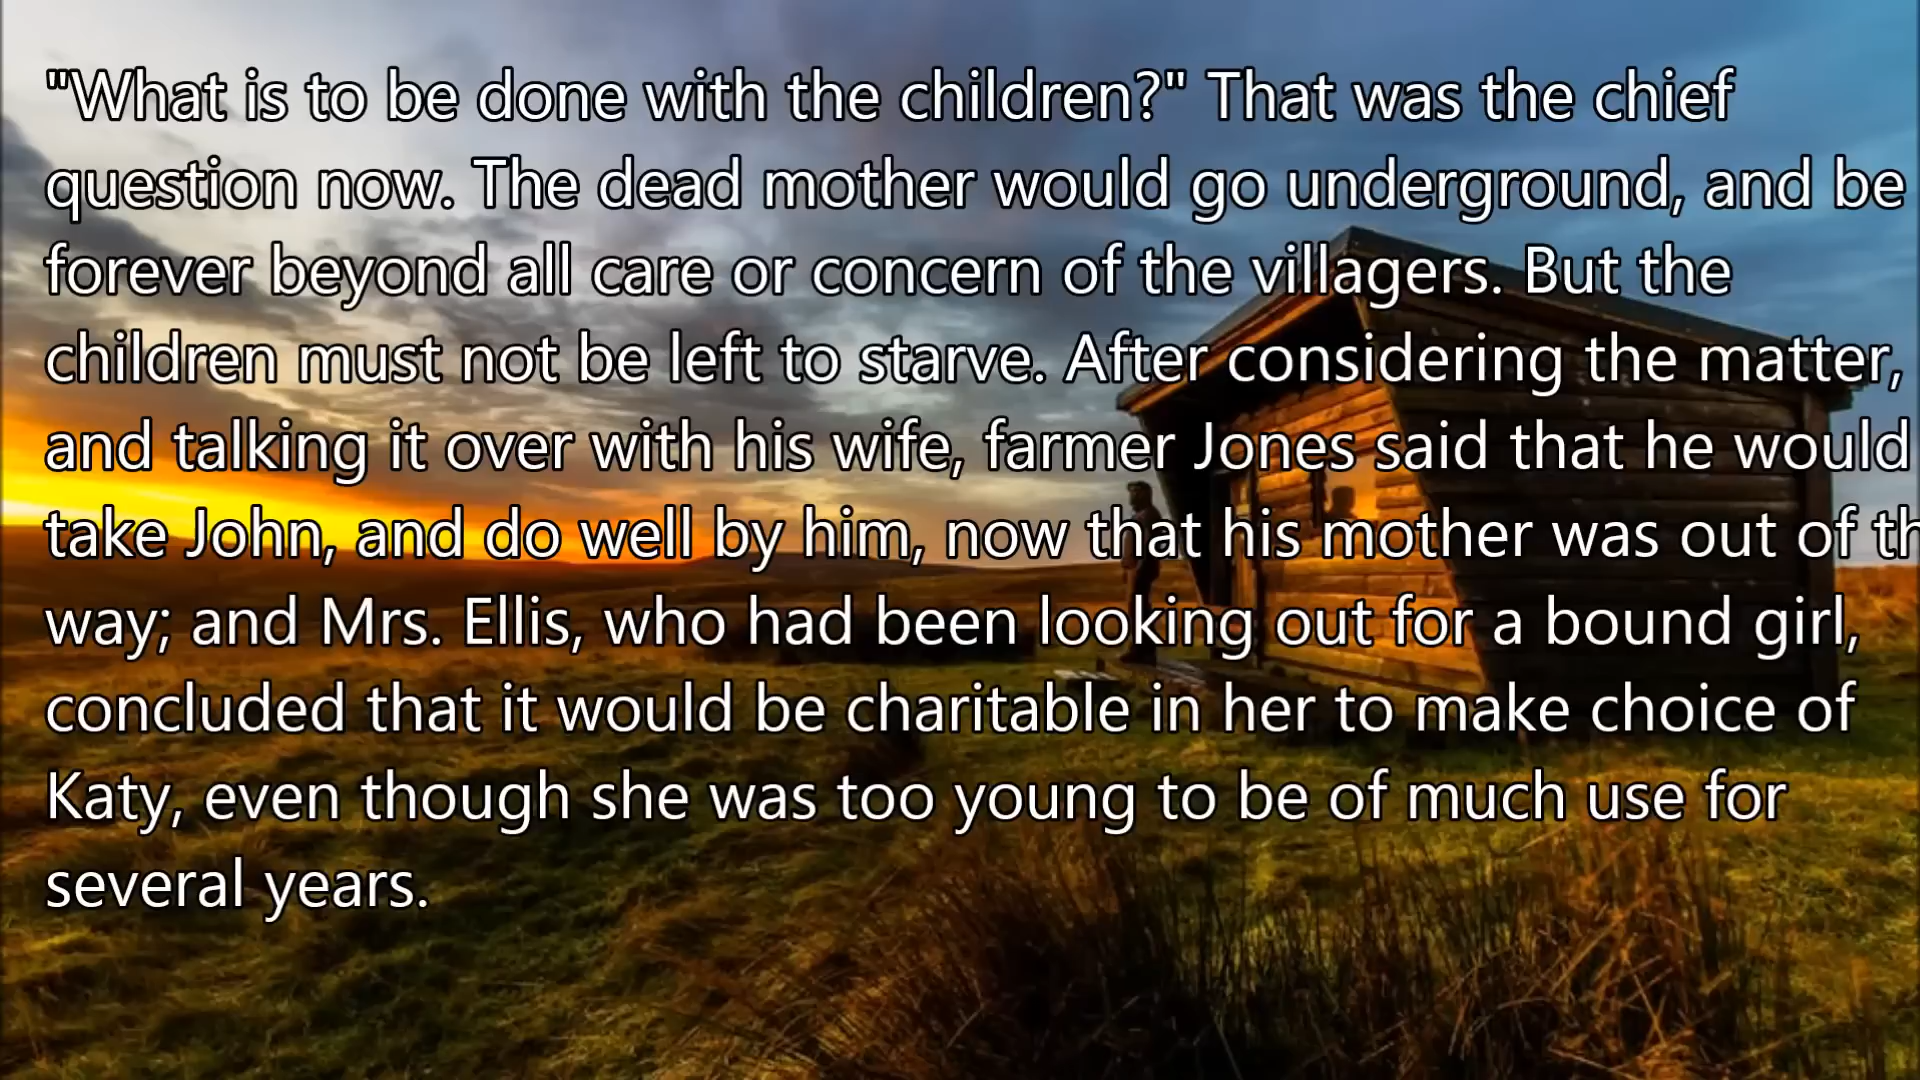 "What is to be done with the children?" That was the chief
question now. The dead mother would go underground, and be
forever beyond all care or concern of the villagers. But the
children must not be left to starve. After considering the matter,
and talking it over with his wife, farmer Jones said that he would
take John, and do well by him, now that his mother was out of th
way; and Mrs. Ellis, who had been looking out for a bound girl,
concluded that it would be charitable in her to make choice of
Katy, even though she was too young to be of much use for
several years.